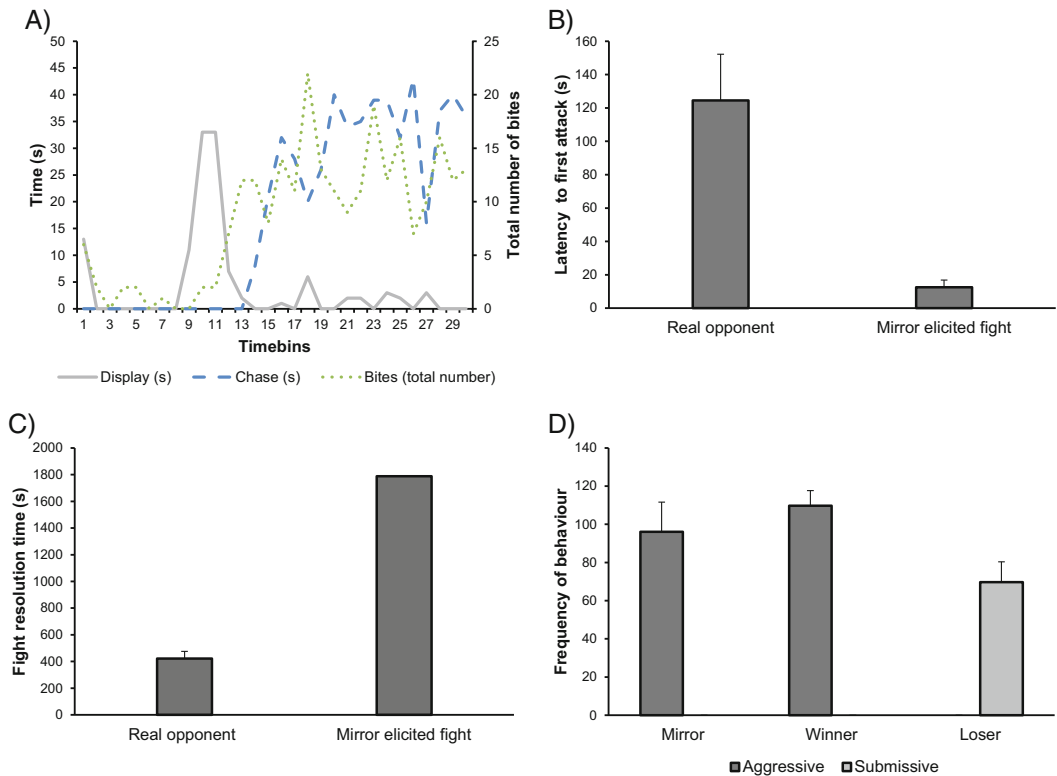 A)
50
45
40
35
30
25
20
15
10
5
0
Time (s)
25
20
15
10
5
0
Total number of bites
1 3 5 7 9 11 13 15 17 19 21 23 25 27 29
Timebins
Display (s) Chase (s) Bites (total number)
B)
160
140
120
100
80
60
40
20
0
Latency to first attack (s)
Real opponent Mirror elicited fight
C)
2000
1800
1600
1400
1200
1000
800
600
400
200
0
Fight resolution time (s)
Real opponent Mirror elicited fight
D)
140
120
100
80
60
40
20
0
Frequency of behaviour
Mirror Winner Loser
Aggressive Submissive